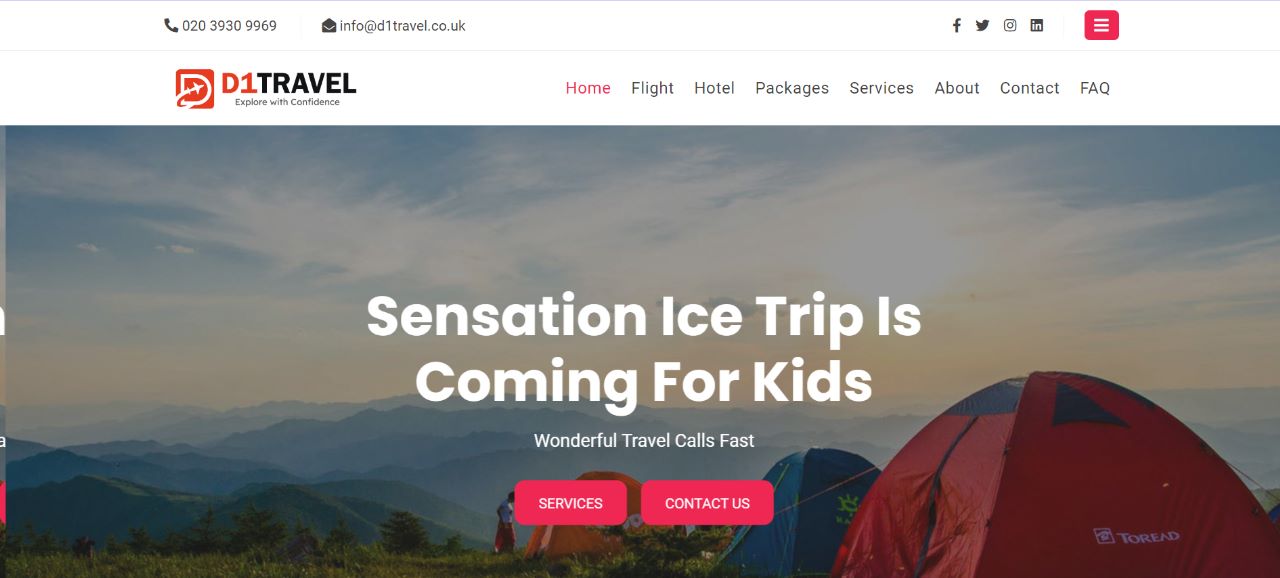 020 3930 9969
info@d1travel.co.uk
D1TRAVEL
Explore with Confidence
Home Flight Hotel Packages Services About Contact FAQ
Sensation Ice Trip Is
Coming For Kids
Wonderful Travel Calls Fast
SERVICES CONTACT US
TOREAD